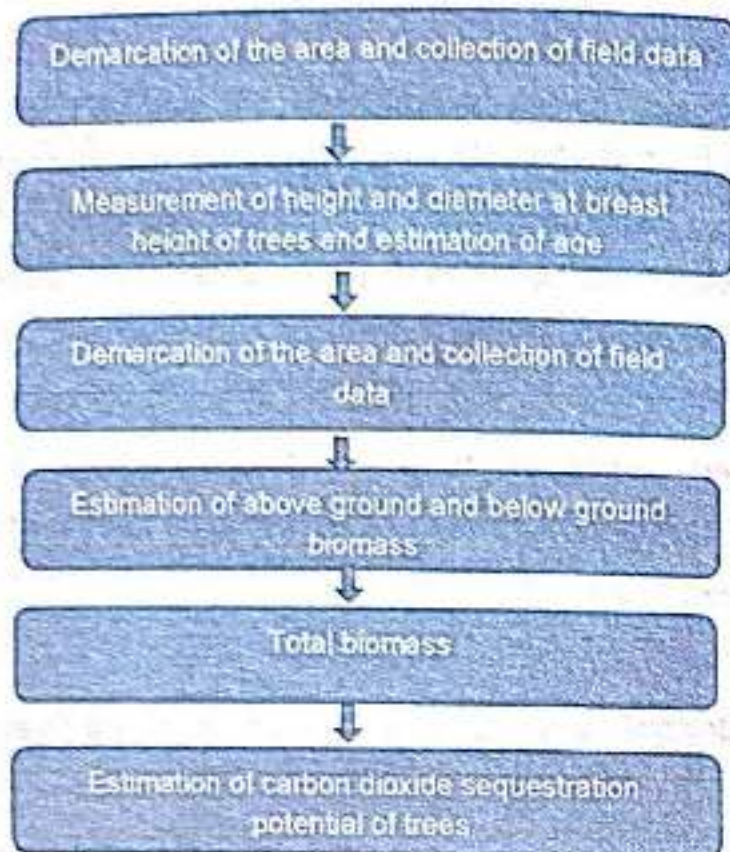 Demarcation of the area and collection of field data
Measurement of height and diameter at breast
height of trees and estimation of age
Demarcation of the area and collection of field
data
Estimation of above ground and below ground
biomass
Total biomass
Estimation of carbon dioxide sequestration
potential of trees